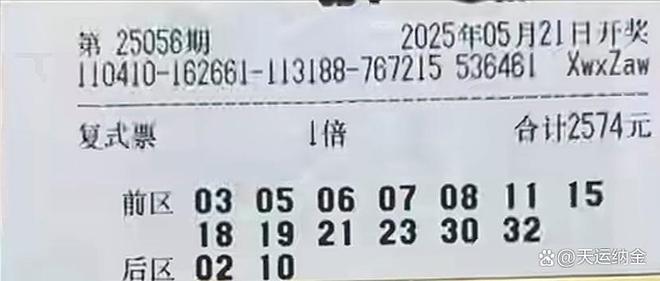 第 25056期 2025年05月21日开奖
110410-162661-113188-767215 536461 XwxZaw
复式票 1倍 合计2574元
前区 03 05 06 07 08 11 15
18 19 21 23 30 32
后区 02 10
@天运纳全